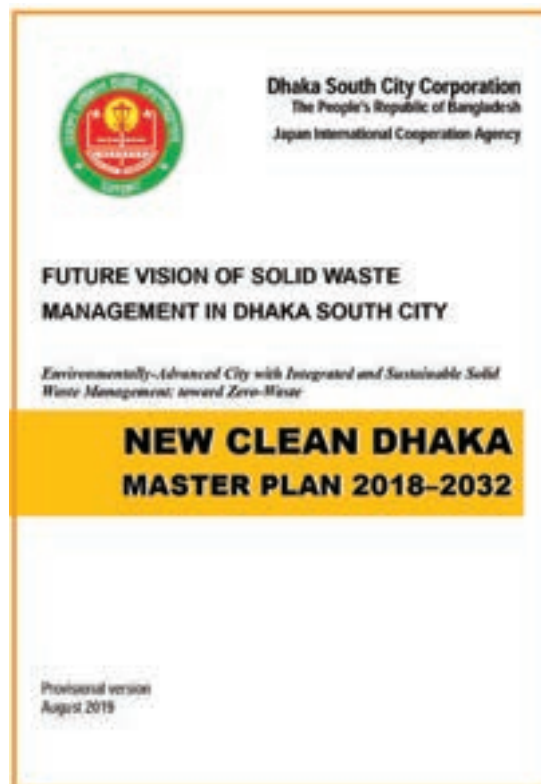 Dhaka South City Corporation
The People's Republic of Bangladesh
Japan International Cooperation Agency
FUTURE VISION OF SOLID WASTE
MANAGEMENT IN DHAKA SOUTH CITY
Environmentally-Advanced City with Integrated and Sustainable Solid
Waste Management: toward Zero-Waste
NEW CLEAN DHAKA
MASTER PLAN 2018–2032
Provisional version
August 2019